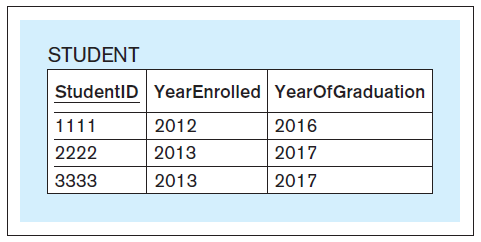 STUDENT
StudentID YearEnrolled YearOfGraduation
1111 2012 2016
2222 2013 2017
3333 2013 2017